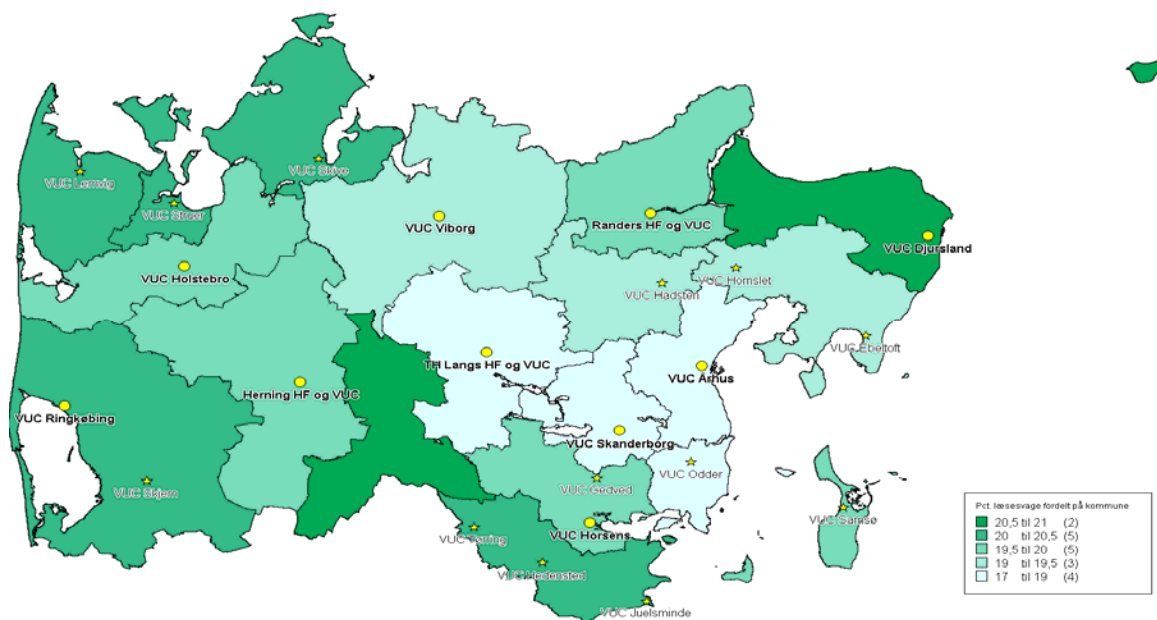 VUC Skive
VUC Lemvig
VUC Struer
VUC Viborg
Randers HF og VUC
VUC Djursland
VUC Holstebro
VUC Hadsten
VUC Hornslet
VUC Ebeltoft
TH Langs HF og VUC
VUC Århus
Herning HF og VUC
VUC Ringkøbing
VUC Skanderborg
VUC Odder
VUC Skjern
VUC Gedved
VUC Samsø
VUC Tørring
VUC Horsens
VUC Hedensted
VUC Juelsminde
Pct. læsesvage fordelt på kommune
20,5 til 21 (2)
20 til 20,5 (5)
19,5 til 20 (5)
19 til 19,5 (3)
17 til 19 (4)